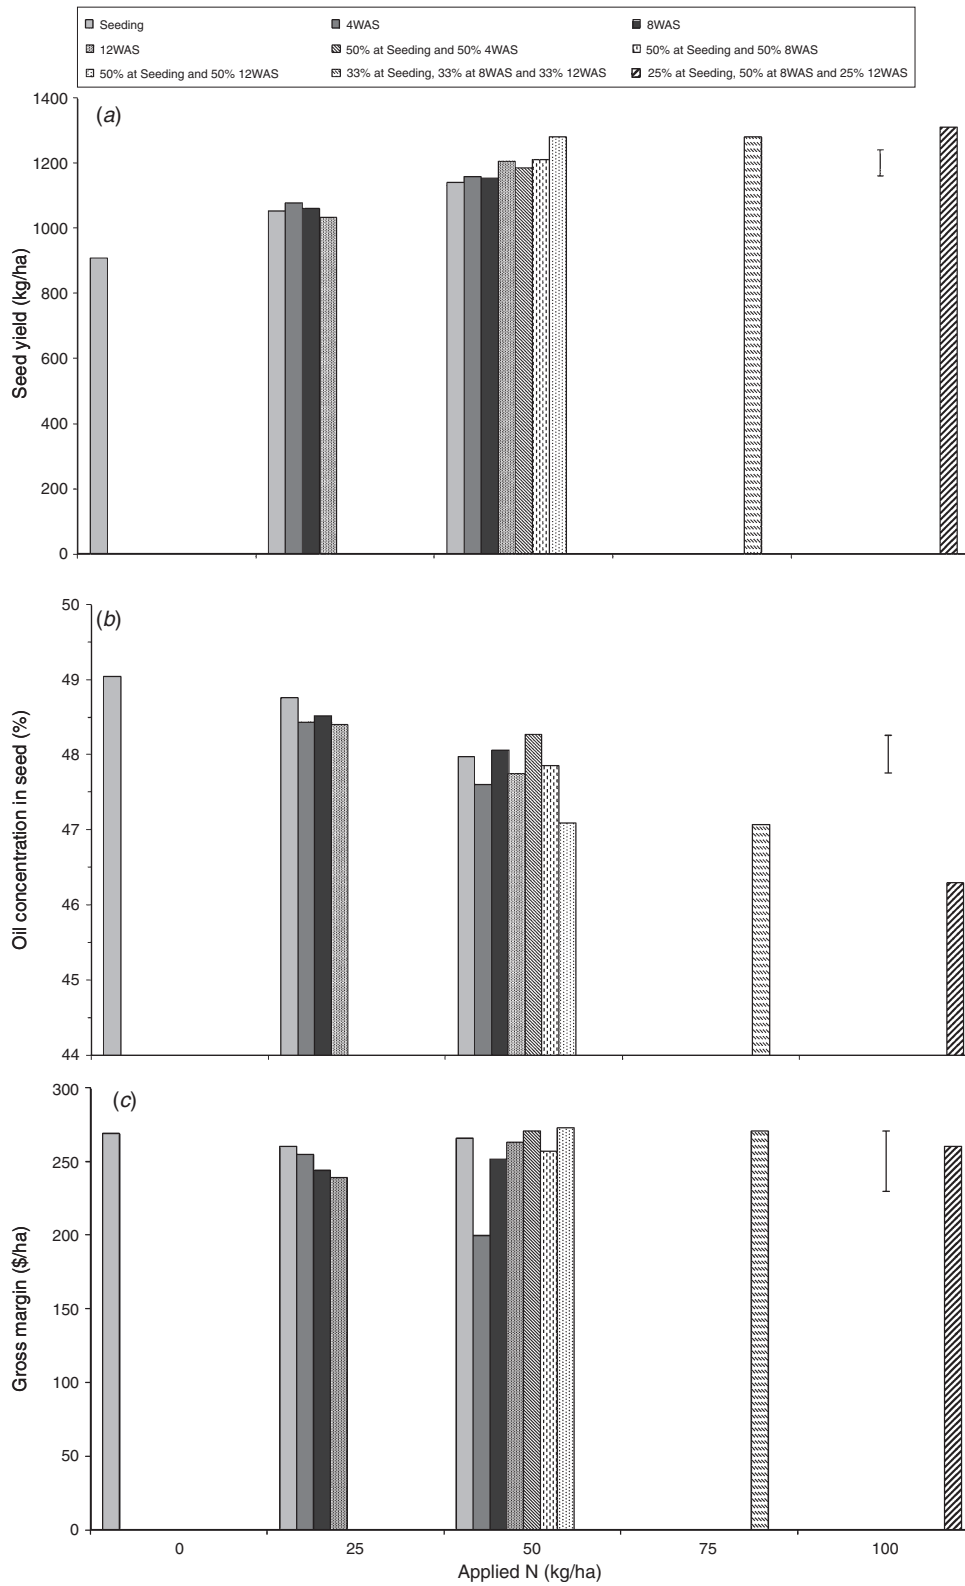 Seeding 4WAS 8WAS
12WAS 50% at Seeding and 50% 4WAS 50% at Seeding and 50% 8WAS
50% at Seeding and 50% 12WAS 33% at Seeding, 33% at 8WAS and 33% 12WAS 25% at Seeding, 50% at 8WAS and 25% 12WAS
(a)
Seed yield (kg/ha)
1400
1200
1000
800
600
400
200
0
(b)
Oil concentration in seed (%)
50
49
48
47
46
45
44
(c)
Gross margin ($/ha)
300
250
200
150
100
50
0
0 25 50 75 100
Applied N (kg/ha)